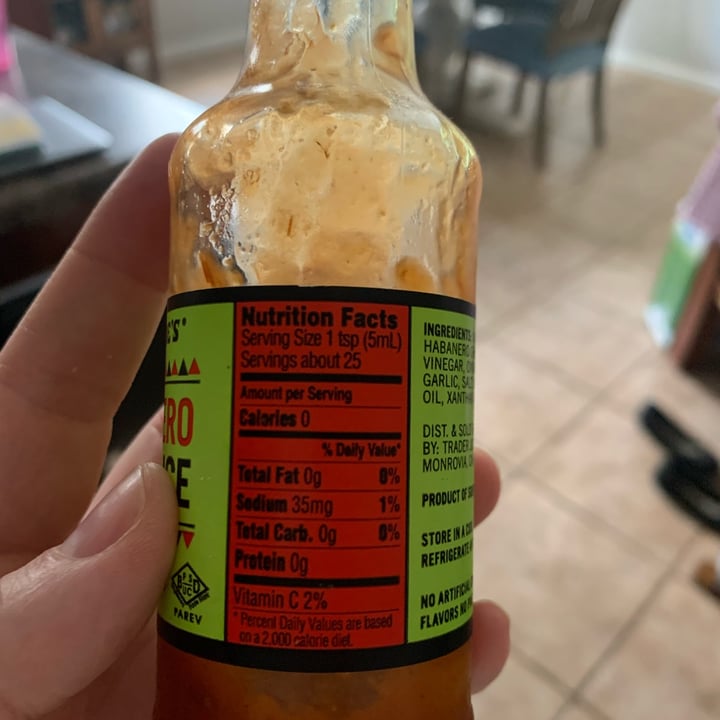 E'S
ERO
CE
PAREV
Nutrition Facts
Serving Size 1 tsp (5mL)
Servings about 25
Amount per Serving
Calories 0
% Daily Value*
Total Fat 0g 0%
Sodium 35mg 1%
Total Carb. 0g 0%
Protein 0g
Vitamin C 2%
* Percent Daily Values are based
on a 2,000 calorie diet.
INGREDIENTS:
HABANERO
VINEGAR,
GARLIC,
OIL,
DIST. & SOLD
BY: TRADER
MONROVIA,
PRODUCT OF
STORE IN A
REFRIGERATE
NO ARTIFICIAL
FLAVORS